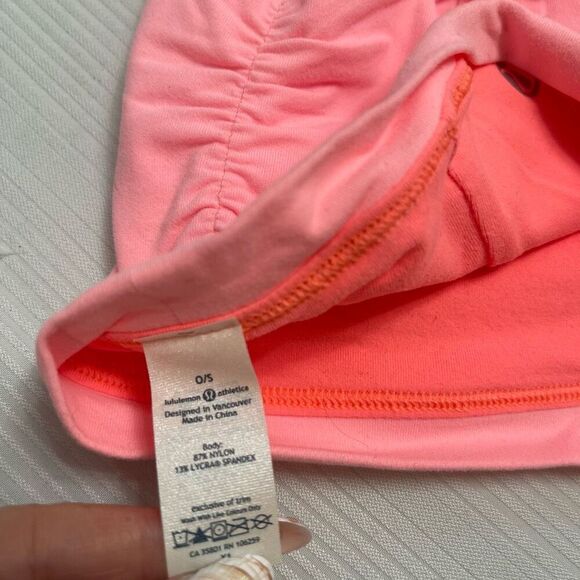 O/S
lululemon athletica
Designed in Vancouver
Made in China
Body:
87% NYLON
13% LYCRA® SPANDEX
exclusive of trim
Wash With Like Colours Only
CA 35801 RN 106259